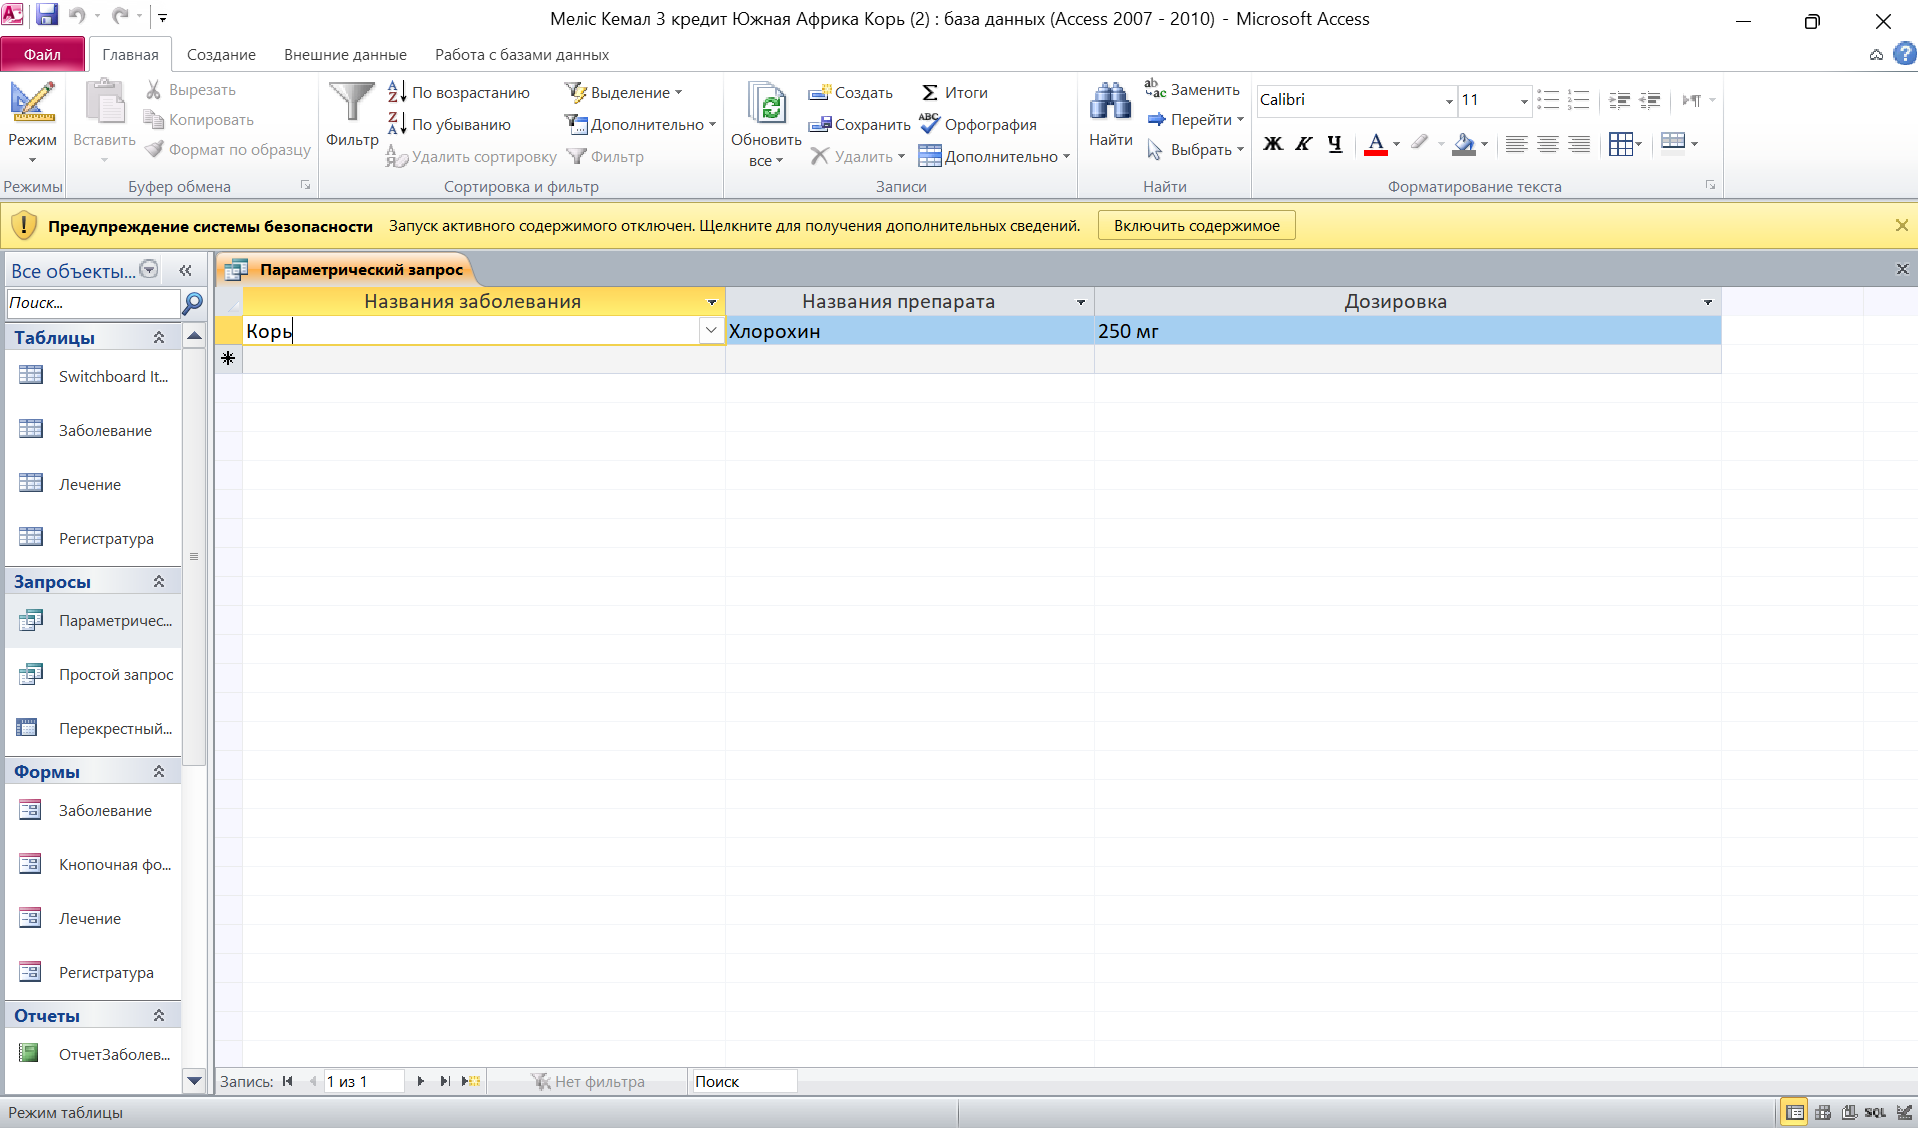 Меліс Кемал 3 кредит Южная Африка Корь (2) : база данных (Access 2007 - 2010) - Microsoft Access
Файл Главная Создание Внешние данные Работа с базами данных
Режим
Режимы
Вставить
Вырезать
Копировать
Формат по образцу
Буфер обмена
Фильтр
По возрастанию
По убыванию
Удалить сортировку
Выделение
Дополнительно
Фильтр
Сортировка и фильтр
Обновить
все
Создать
Сохранить
Удалить
Итоги
Орфография
Дополнительно
Записи
Найти
Заменить
Перейти
Выбрать
Найти
Calibri 11
Ж К Ч А
Форматирование текста
Предупреждение системы безопасности Запуск активного содержимого отключен. Щелкните для получения дополнительных сведений. Включить содержимое
Все объекты...
Поиск...
Таблицы
Switchboard It...
Заболевание
Лечение
Регистратура
Запросы
Параметричес...
Простой запрос
Перекрестный...
Формы
Заболевание
Кнопочная фо...
Лечение
Регистратура
Отчеты
ОтчетЗаболев...
Параметрический запрос
Названия заболевания Названия препарата Дозировка
Корь Хлорохин 250 мг
Запись: 1 из 1 Нет фильтра Поиск
Режим таблицы SQL